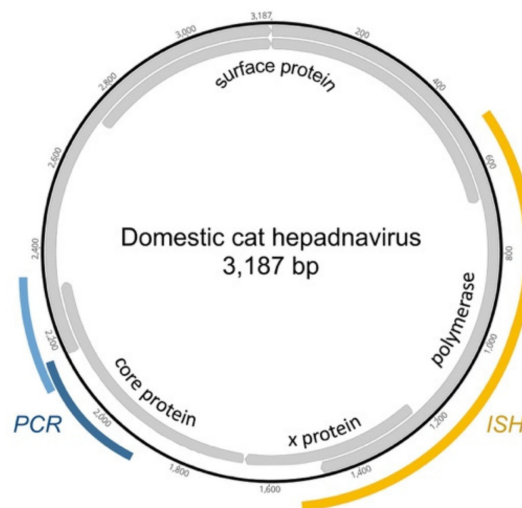 3,187
200
400
600
800
1,000
1,200
1,400
1,600
1,800
2,000
2,200
2,400
2,600
2,800
3,000
surface protein
Domestic cat hepadnavirus
3,187 bp
polymerase
core protein
x protein
PCR
ISH